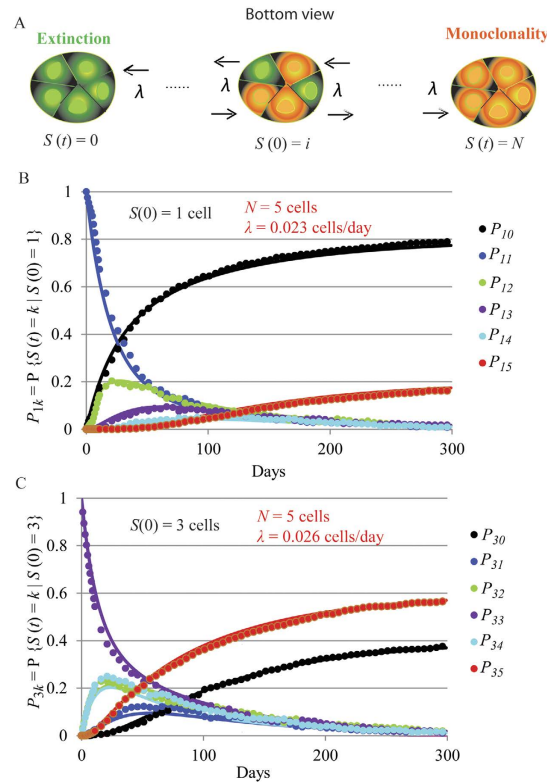 Bottom view
A
Extinction
Monoclonality
λ ...... λ λ ...... λ
S (t) = 0
S (0) = i
S (t) = N
B
P1k = P {S (t) = k | S (0) = 1}
1
0.8
0.6
0.4
0.2
0
S(0) = 1 cell
N = 5 cells
λ = 0.023 cells/day
P10
P11
P12
P13
P14
P15
0 100 200 300
Days
C
P3k = P {S (t) = k | S (0) = 3}
1
0.8
0.6
0.4
0.2
0
S(0) = 3 cells
N = 5 cells
λ = 0.026 cells/day
P30
P31
P32
P33
P34
P35
0 100 200 300
Days